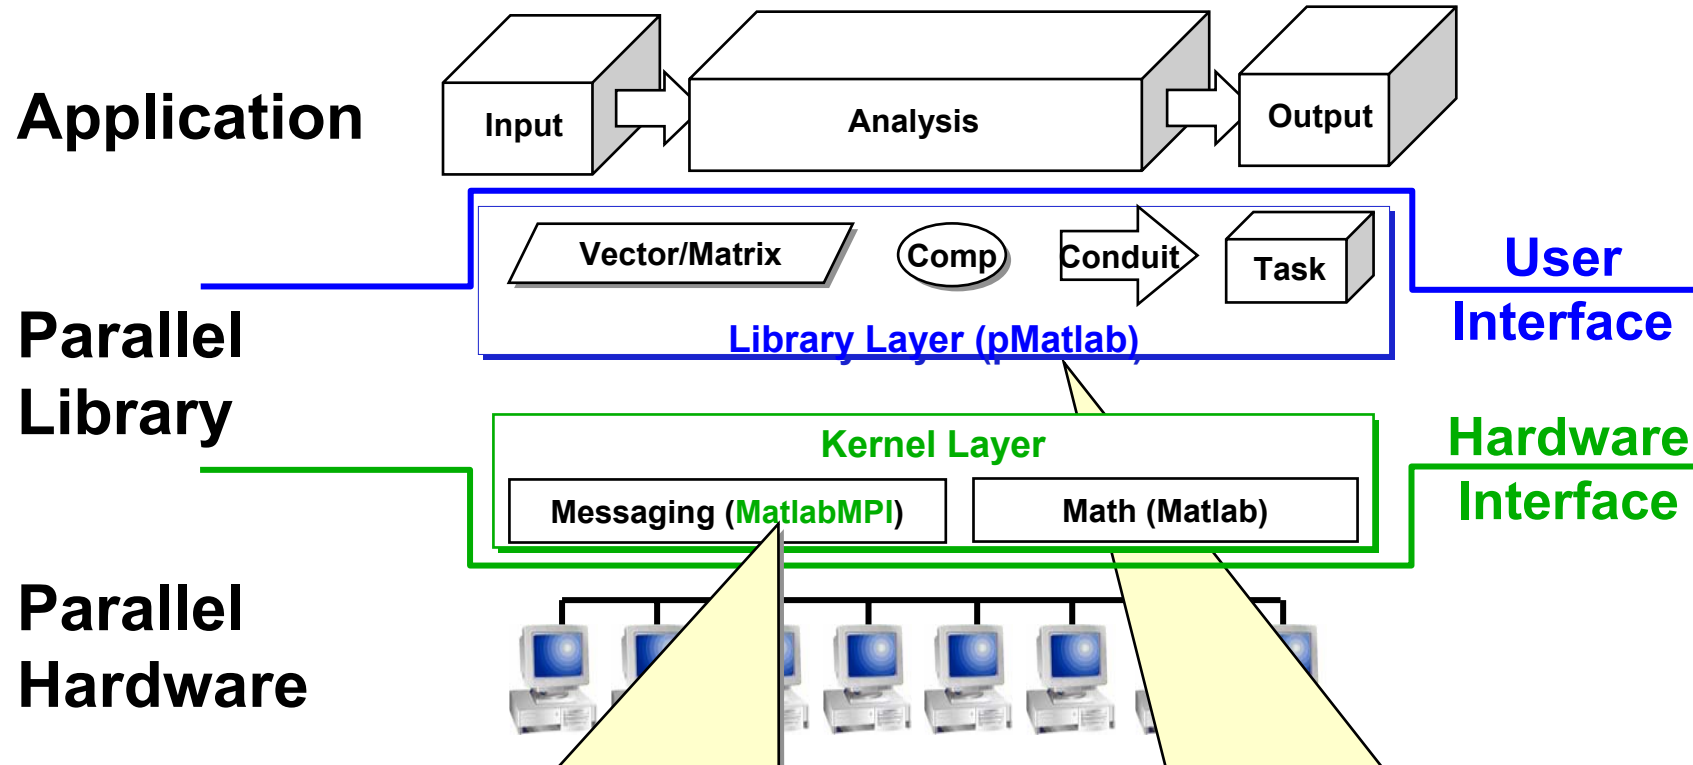 Application
Input
Analysis
Output
Vector/Matrix
Comp
Conduit
Task
Library Layer (pMatlab)
User
Interface
Parallel
Library
Kernel Layer
Messaging (MatlabMPI)
Math (Matlab)
Hardware
Interface
Parallel
Hardware